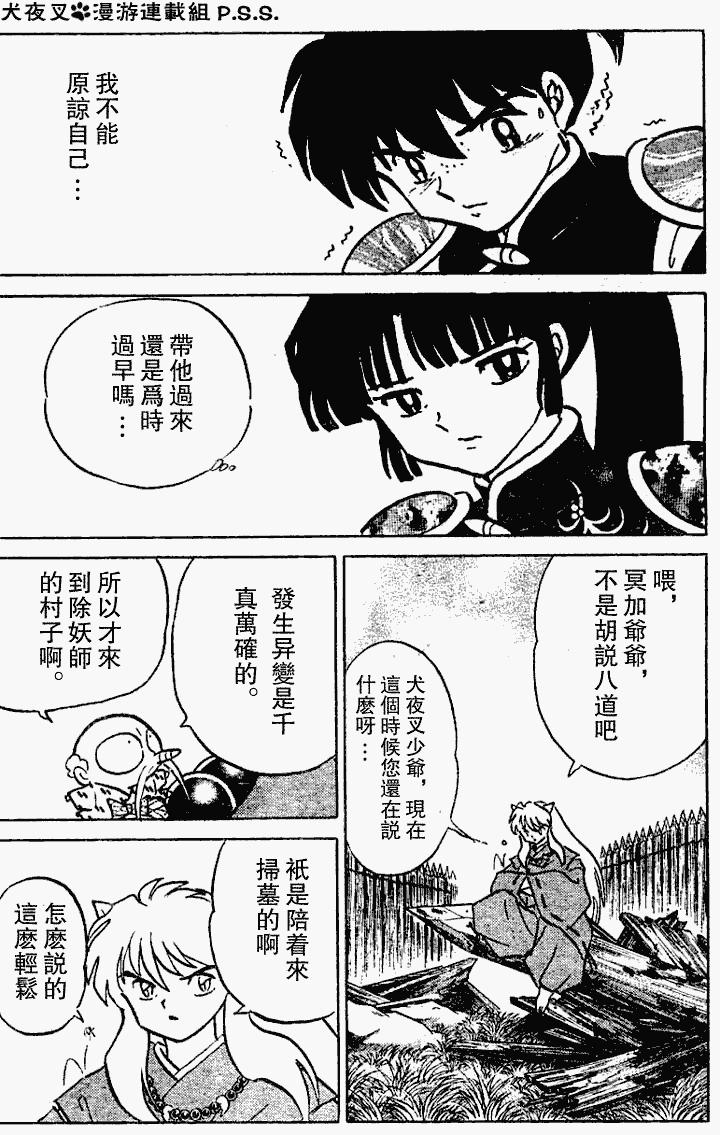 犬夜叉漫游連載組 P.S.S.
我不能
原諒自己…
帶他過來
還是爲時
過早嗎…
喂，
冥加爺爺，
不是胡説八道吧
犬夜叉少爺，現在
這個時候您還在説
什麽呀…
發生异變是千
真萬確的。
所以才來
到除妖師
的村子啊。
衹是陪着來
掃墓的啊
怎麽説的
這麽輕鬆